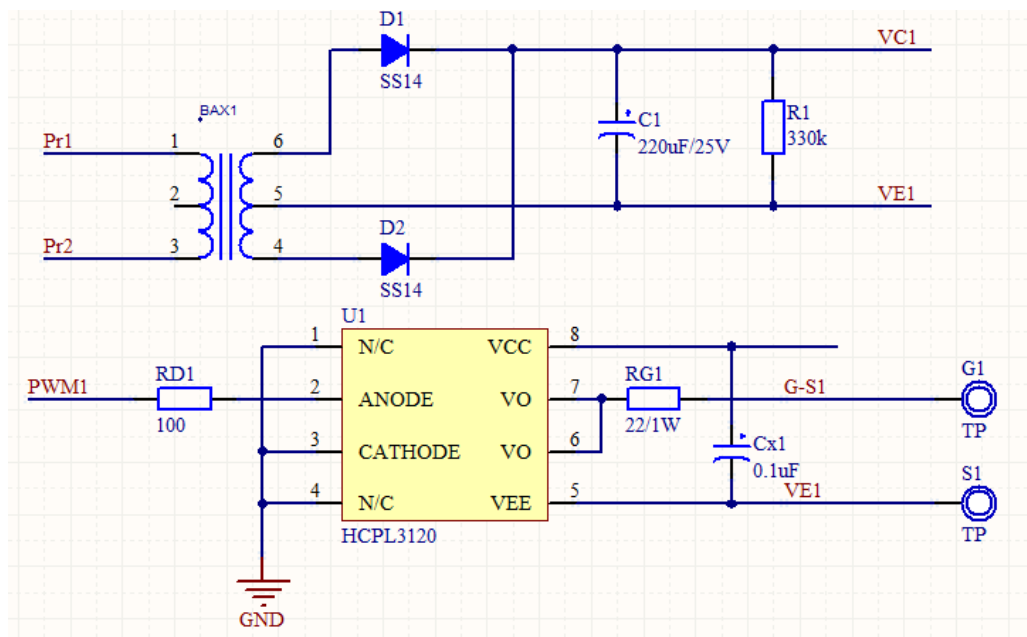 D1
SS14
VC1
BAX1
Pr1
1
6
C1
220uF/25V
R1
330k
2
5
VE1
D2
Pr2
3
4
SS14
U1
1
N/C
VCC
8
PWM1
RD1
100
2
ANODE
VO
7
RG1
22/1W
G-S1
G1
TP
3
CATHODE
VO
6
Cx1
0.1uF
4
N/C
VEE
5
VE1
S1
TP
HCPL3120
GND